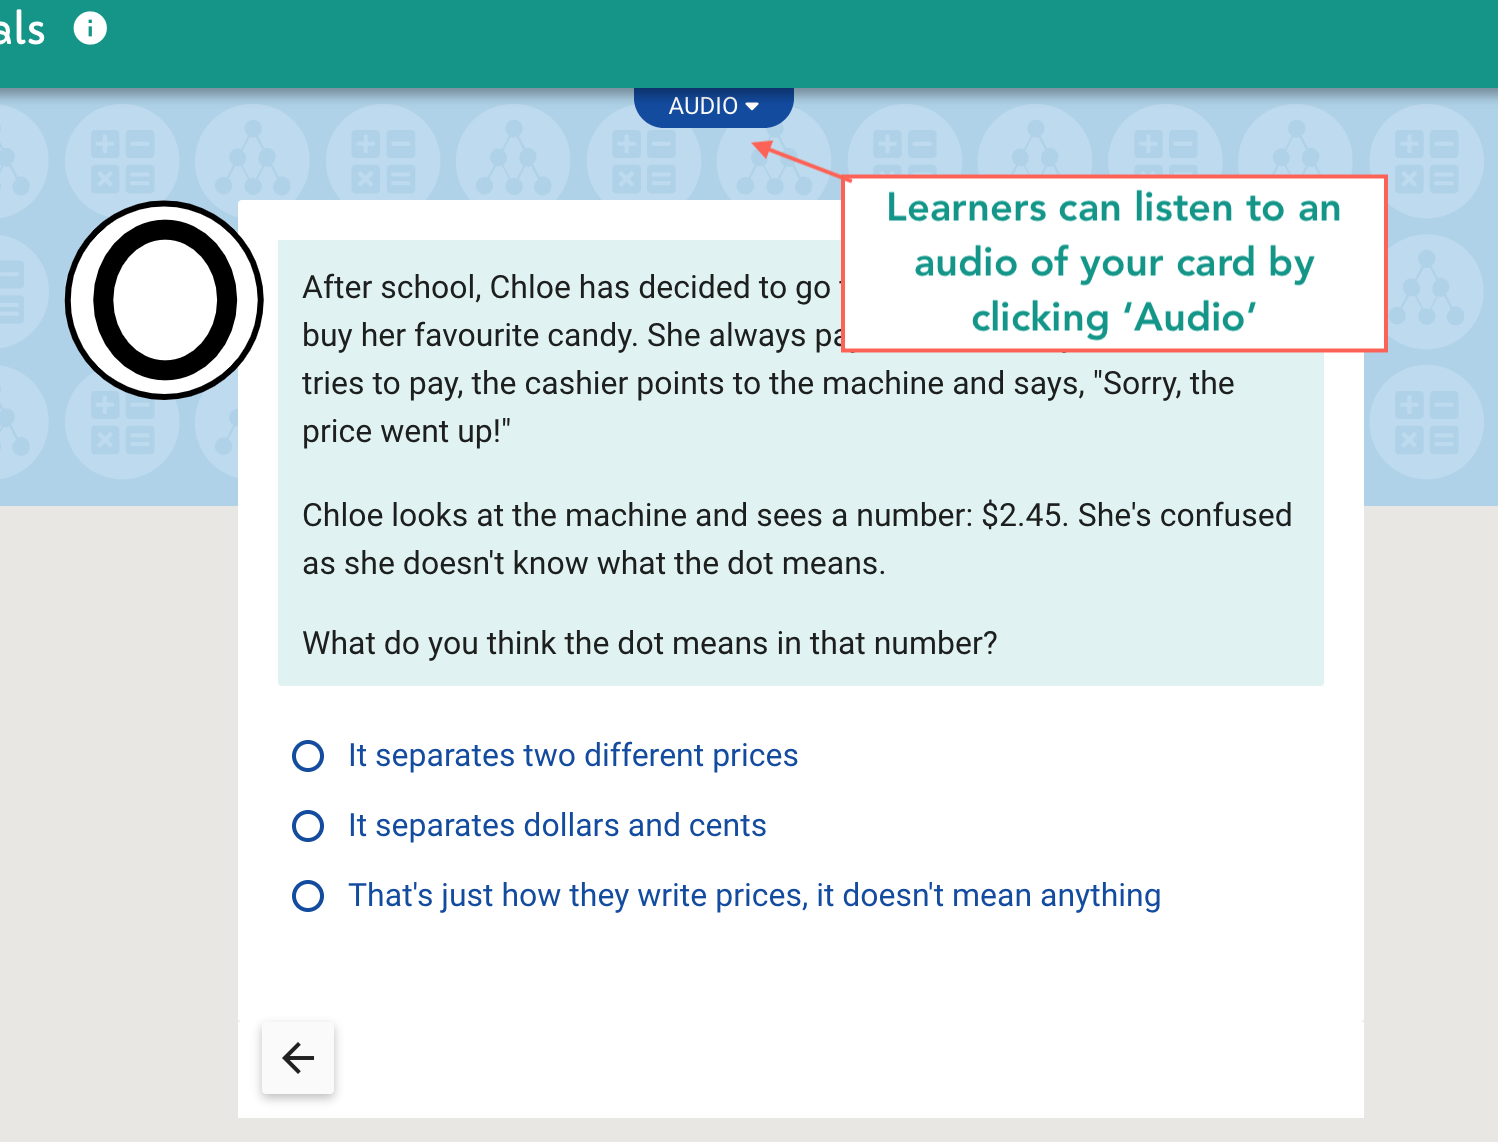 als
AUDIO
Learners can listen to an
audio of your card by
clicking ‘Audio’
After school, Chloe has decided to go
buy her favourite candy. She always
tries to pay, the cashier points to the machine and says, "Sorry, the
price went up!"
Chloe looks at the machine and sees a number: $2.45. She's confused
as she doesn't know what the dot means.
What do you think the dot means in that number?
It separates two different prices
It separates dollars and cents
That's just how they write prices, it doesn't mean anything